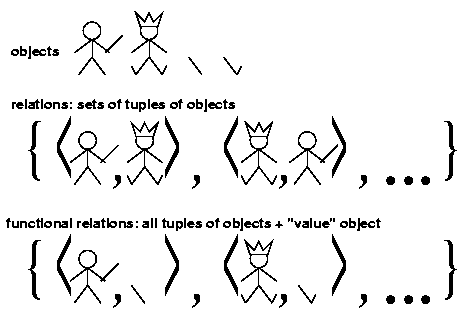 objects
relations: sets of tuples of objects
{ ⟨ , ⟩ , ⟨ , ⟩ , ... }
functional relations: all tuples of objects + "value" object
{ ⟨ , ⟩ , ⟨ , ⟩ , ... }